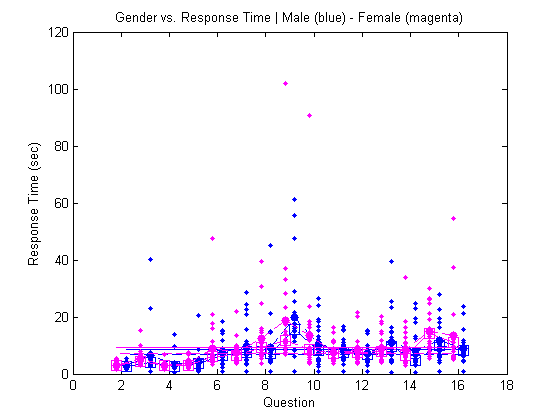 Gender vs. Response Time | Male (blue) - Female (magenta)
120
100
80
60
40
20
0
Response Time (sec)
0 2 4 6 8 10 12 14 16 18
Question